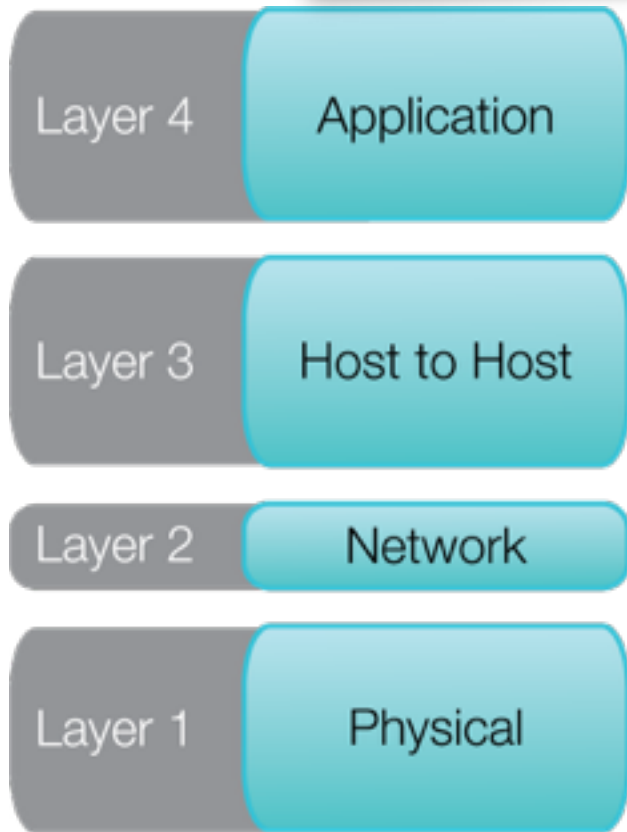 Layer 4 Application
Layer 3 Host to Host
Layer 2 Network
Layer 1 Physical